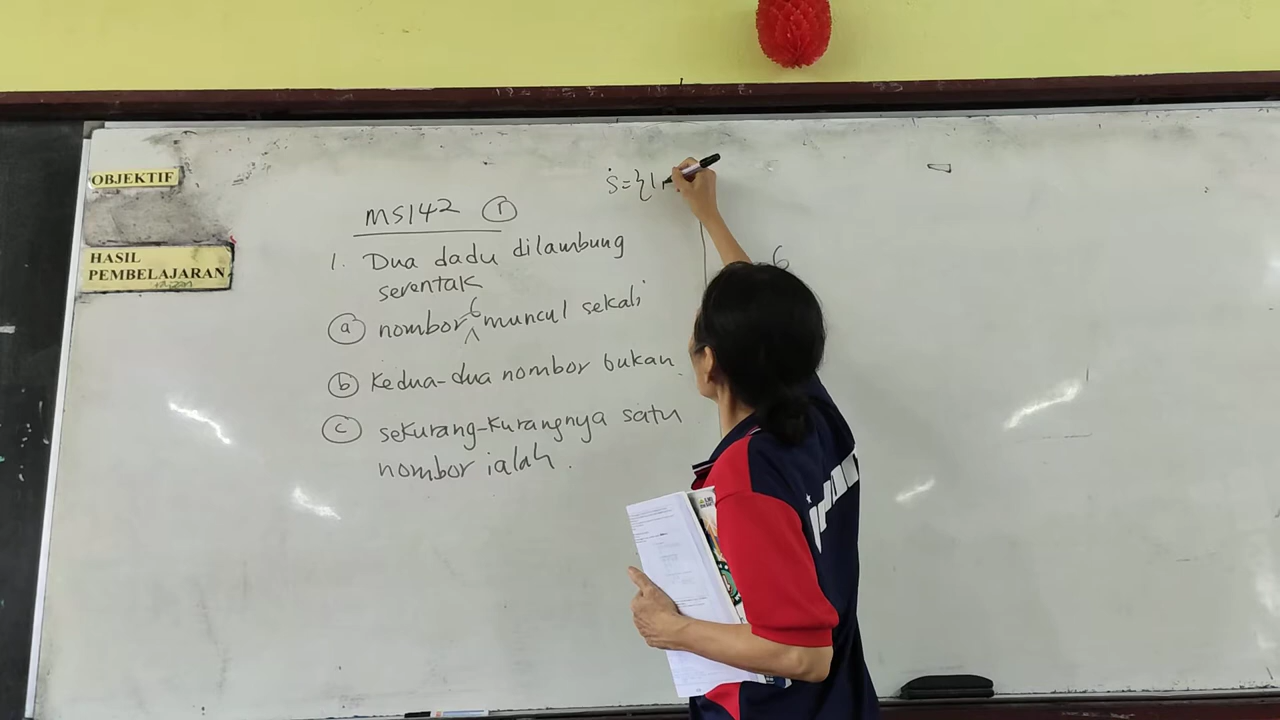 OBJEKTIF
HASIL
PEMBELAJARAN
MS142 ①
1. Dua dadu dilambung
serentak
ⓐ nombor 6 muncul sekali
ⓑ Kedua-dua nombor bukan
ⓒ sekurang-kurangnya satu
nombor ialah.
S={1,
6